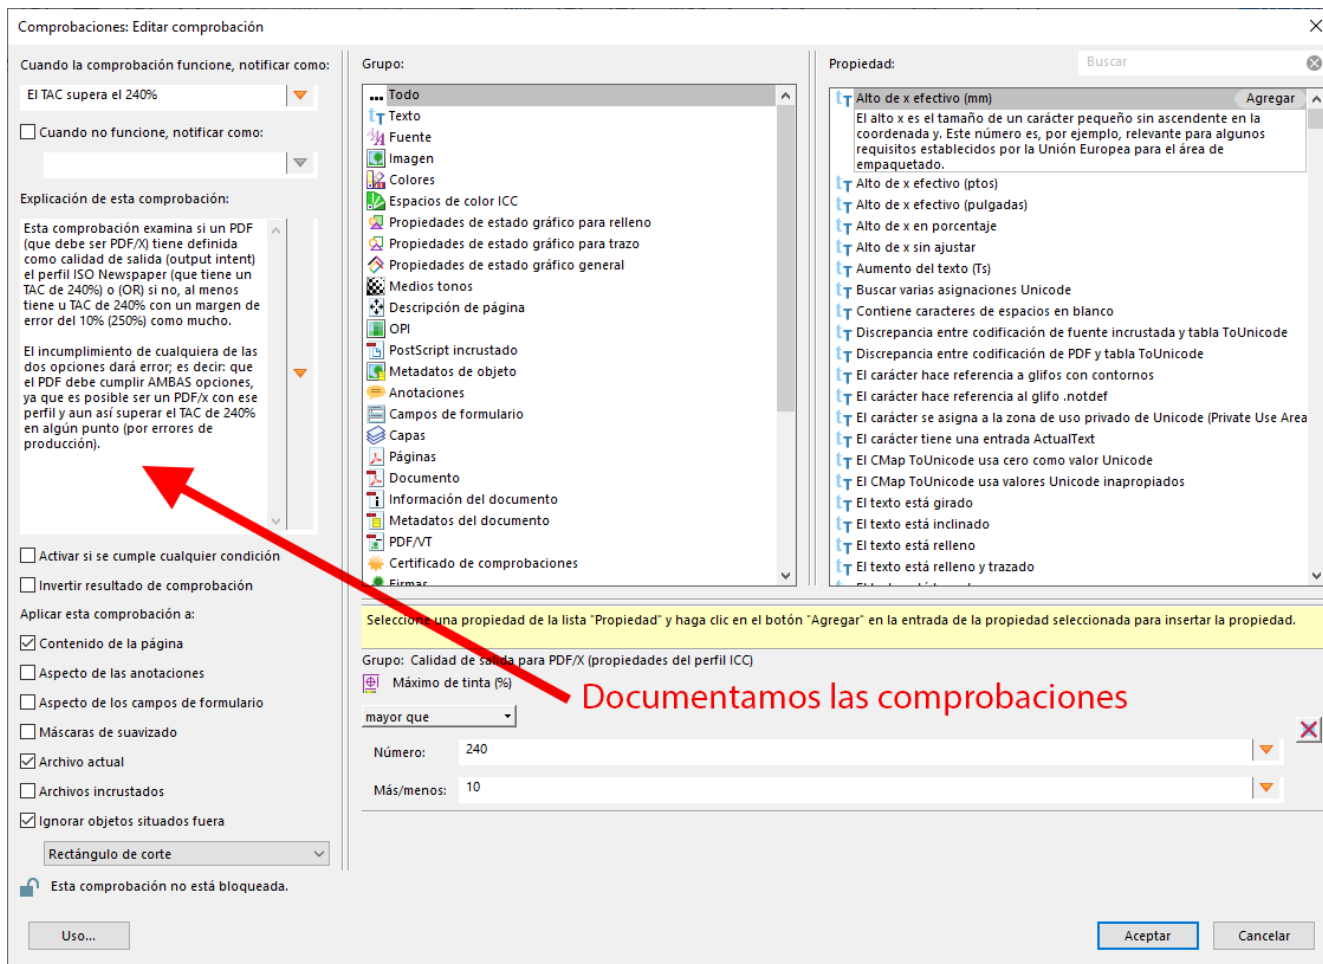 Comprobaciones: Editar comprobación
Cuando la comprobación funcione, notificar como:
El TAC supera el 240%
Cuando no funcione, notificar como:
Explicación de esta comprobación:
Esta comprobación examina si un PDF
(que debe ser PDF/X) tiene definida
como calidad de salida (output intent)
el perfil ISO Newspaper (que tiene un
TAC de 240%) o (OR) si no, al menos
tiene u TAC de 240% con un margen de
error del 10% (250%) como mucho.
El incumplimiento de cualquiera de las
dos opciones dará error; es decir: que
el PDF debe cumplir AMBAS opciones,
ya que es posible ser un PDF/x con ese
perfil y aun así superar el TAC de 240%
en algún punto (por errores de
producción).
Activar si se cumple cualquier condición
Invertir resultado de comprobación
Aplicar esta comprobación a:
Contenido de la página
Aspecto de las anotaciones
Aspecto de los campos de formulario
Máscaras de suavizado
Archivo actual
Archivos incrustados
Ignorar objetos situados fuera
Rectángulo de corte
Esta comprobación no está bloqueada.
Uso...
Grupo:
Todo
Texto
Fuente
Imagen
Colores
Espacios de color ICC
Propiedades de estado gráfico para relleno
Propiedades de estado gráfico para trazo
Propiedades de estado gráfico general
Medios tonos
Descripción de página
OPI
PostScript incrustado
Metadatos de objeto
Anotaciones
Campos de formulario
Capas
Páginas
Documento
Información del documento
Metadatos del documento
PDF/VT
Certificado de comprobaciones
Firmas
Propiedad:
Buscar
Alto de x efectivo (mm)
Agregar
El alto x es el tamaño de un carácter pequeño sin ascendente en la
coordenada y. Este número es, por ejemplo, relevante para algunos
requisitos establecidos por la Unión Europea para el área de
empaquetado.
Alto de x efectivo (ptos)
Alto de x efectivo (pulgadas)
Alto de x en porcentaje
Alto de x sin ajustar
Aumento del texto (Ts)
Buscar varias asignaciones Unicode
Contiene caracteres de espacios en blanco
Discrepancia entre codificación de fuente incrustada y tabla ToUnicode
Discrepancia entre codificación de PDF y tabla ToUnicode
El carácter hace referencia a glifos con contornos
El carácter hace referencia al glifo .notdef
El carácter se asigna a la zona de uso privado de Unicode (Private Use Area
El carácter tiene una entrada ActualText
El CMap ToUnicode usa cero como valor Unicode
El CMap ToUnicode usa valores Unicode inapropiados
El texto está girado
El texto está inclinado
El texto está relleno
El texto está relleno y trazado
Seleccione una propiedad de la lista "Propiedad" y haga clic en el botón "Agregar" en la entrada de la propiedad seleccionada para insertar la propiedad.
Grupo: Calidad de salida para PDF/X (propiedades del perfil ICC)
Máximo de tinta (%)
Documentamos las comprobaciones
mayor que
Número:
240
Más/menos:
10
Aceptar
Cancelar